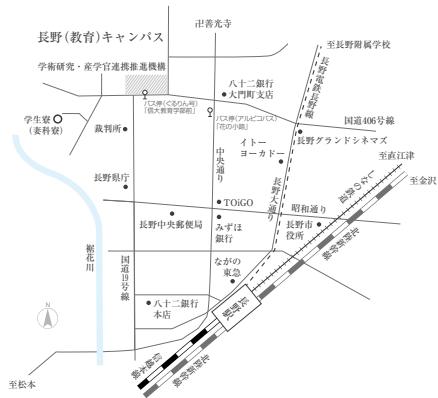 卍善光寺
長野(教育)キャンパス
至長野附属学校
学術研究・産学官連携推進機構
長野電鉄長野線
八十二銀行
大門町支店
バス停(ぐるりん号)
「信大教育学部前」
バス停(アルピコバス)
「花の小路」
国道406号線
学生寮
(妻科寮)
裁判所
長野グランドシネマズ
イトー
ヨーカドー
中央通り
至直江津
しなの鉄道
至金沢
長野県庁
長野大通り
TOiGO
昭和通り
長野中央郵便局
みずほ
銀行
長野市
役所
北陸新幹線
裾花川
国道19号線
ながの
東急
N
八十二銀行
本店
長野駅
信越本線
北陸新幹線
至松本